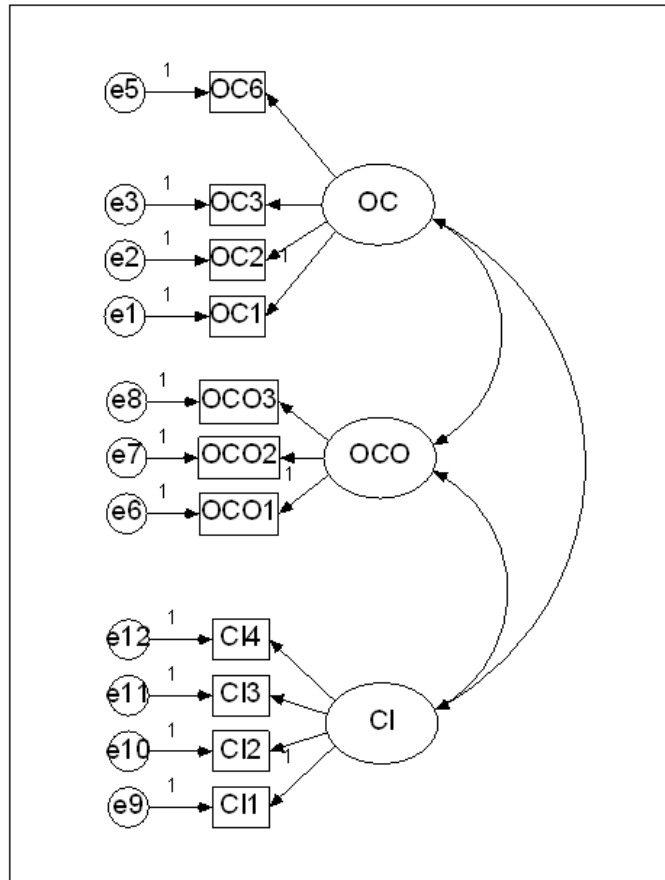 1
e5 OC6
1
e3 OC3 OC
1
e2 OC2 1
1
e1 OC1
1
e8 OCO3
1
e7 OCO2 OCO
1 1
e6 OCO1
1
e12 CI4
1
e11 CI3 CI
1
e10 CI2 1
1
e9 CI1